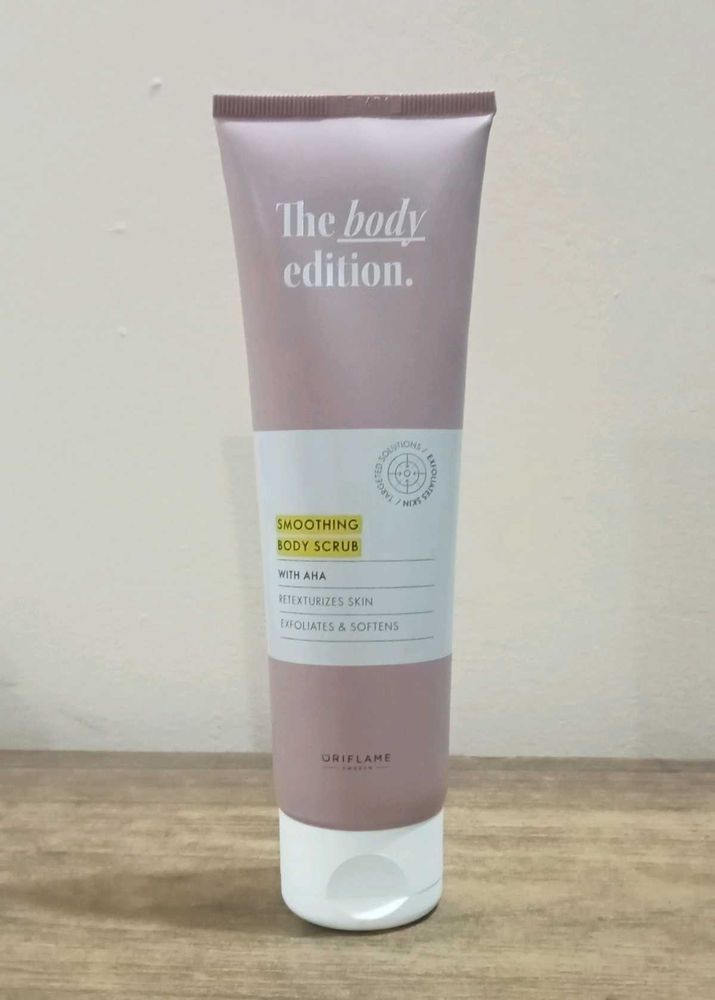 The body
edition.
TARGETED SOLUTIONS / EXFOLIATES SKIN /
SMOOTHING
BODY SCRUB
WITH AHA
RETEXTURIZES SKIN
EXFOLIATES & SOFTENS
ORIFLAME
SWEDEN